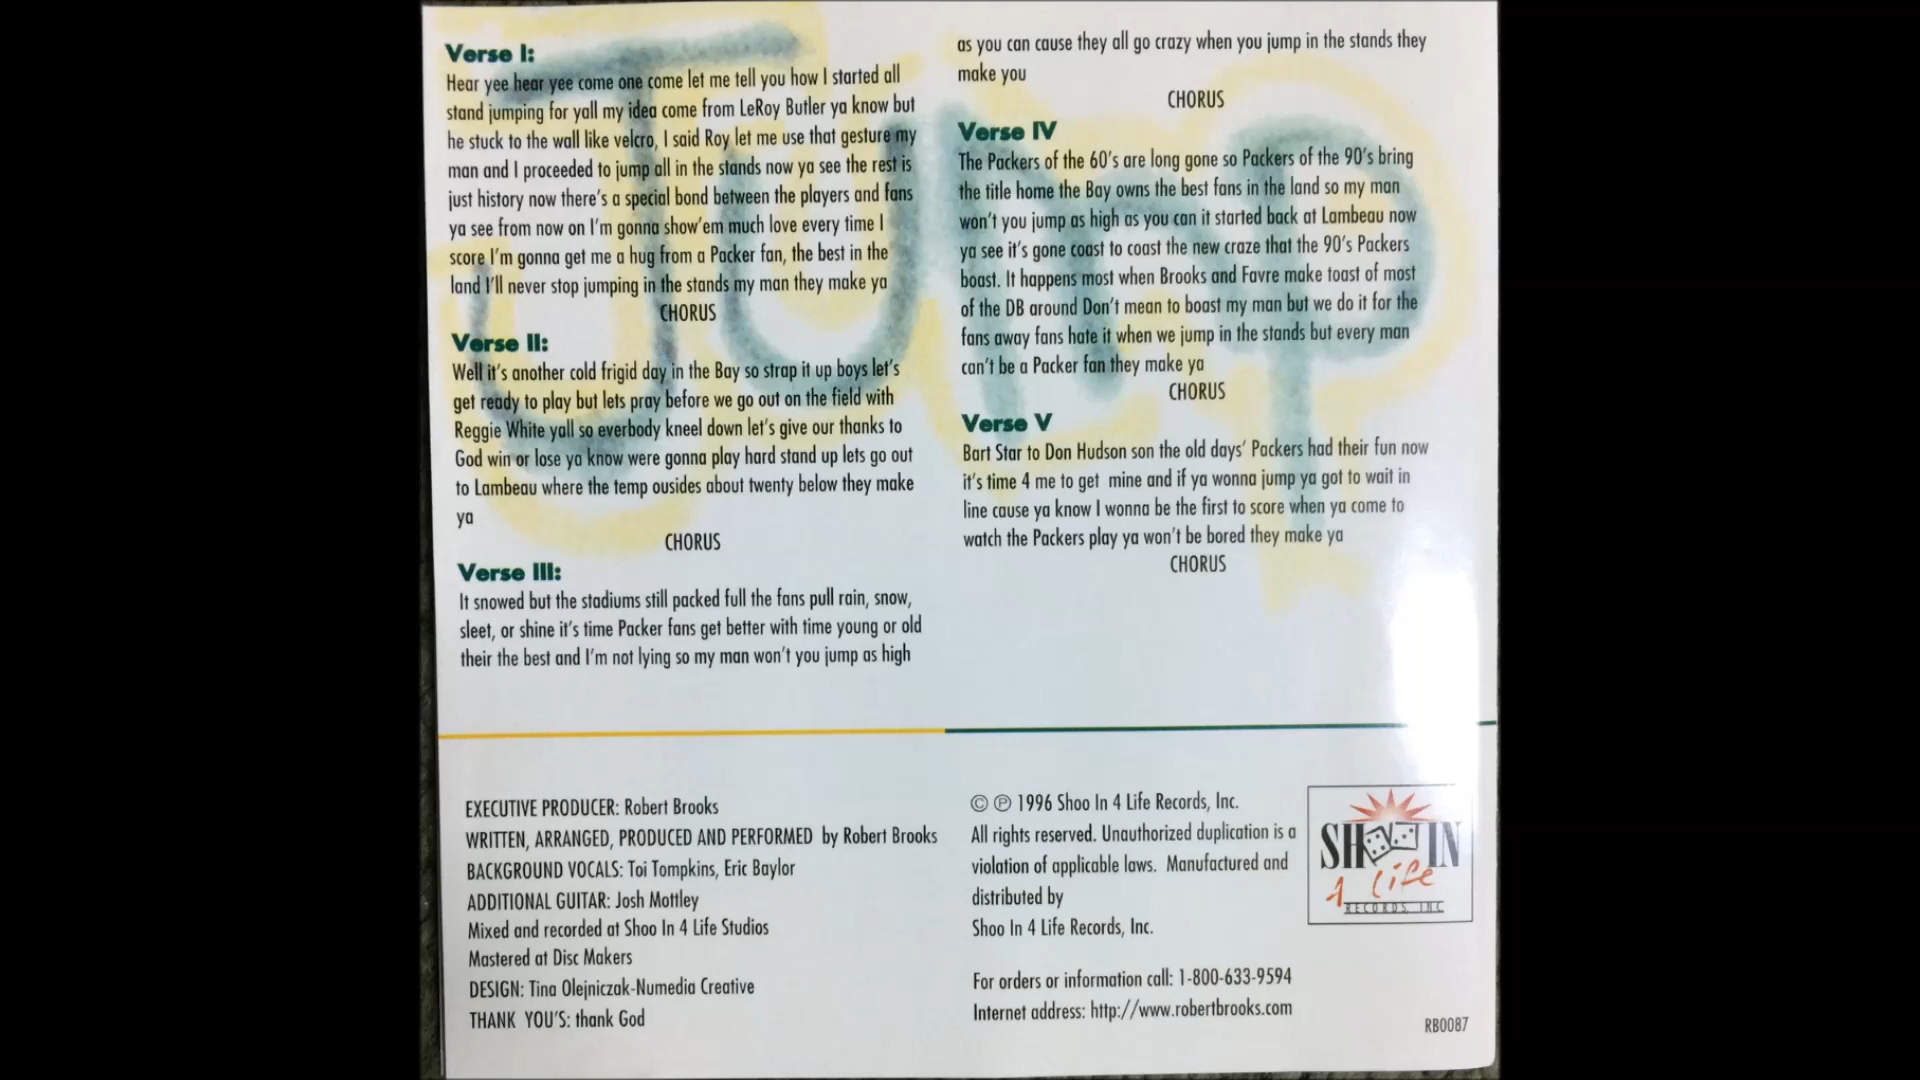 Verse I:
Hear yee hear yee come one come let me tell you how I started all
stand jumping for yall my idea come from LeRoy Butler ya know but
he stuck to the wall like velcro, I said Roy let me use that gesture my
man and I proceeded to jump all in the stands now ya see the rest is
just history now there's a special bond between the players and fans
ya see from now on I'm gonna show'em much love every time I
score I'm gonna get me a hug from a Packer fan, the best in the
land I'll never stop jumping in the stands my man they make ya
CHORUS
Verse II:
Well it's another cold frigid day in the Bay so strap it up boys let's
get ready to play but lets pray before we go out on the field with
Reggie White yall so everbody kneel down let's give our thanks to
God win or lose ya know were gonna play hard stand up lets go out
to Lambeau where the temp ousides about twenty below they make
ya
CHORUS
Verse III:
It snowed but the stadiums still packed full the fans pull rain, snow,
sleet, or shine it's time Packer fans get better with time young or old
their the best and I'm not lying so my man won't you jump as high
as you can cause they all go crazy when you jump in the stands they
make you
CHORUS
Verse IV
The Packers of the 60's are long gone so Packers of the 90's bring
the title home the Bay owns the best fans in the land so my man
won't you jump as high as you can it started back at Lambeau now
ya see it's gone coast to coast the new craze that the 90's Packers
boast. It happens most when Brooks and Favre make toast of most
of the DB around Don't mean to boast my man but we do it for the
fans away fans hate it when we jump in the stands but every man
can't be a Packer fan they make ya
CHORUS
Verse V
Bart Star to Don Hudson son the old days' Packers had their fun now
it's time 4 me to get mine and if ya wonna jump ya got to wait in
line cause ya know I wonna be the first to score when ya come to
watch the Packers play ya won't be bored they make ya
CHORUS
Jump
EXECUTIVE PRODUCER: Robert Brooks
WRITTEN, ARRANGED, PRODUCED AND PERFORMED by Robert Brooks
BACKGROUND VOCALS: Toi Tompkins, Eric Baylor
ADDITIONAL GUITAR: Josh Mottley
Mixed and recorded at Shoo In 4 Life Studios
Mastered at Disc Makers
DESIGN: Tina Olejniczak-Numedia Creative
THANK YOU'S: thank God
© ℗ 1996 Shoo In 4 Life Records, Inc.
All rights reserved. Unauthorized duplication is a
violation of applicable laws. Manufactured and
distributed by
Shoo In 4 Life Records, Inc.
For orders or information call: 1-800-633-9594
Internet address: http://www.robertbrooks.com
SHOO IN
4 Life
RECORDS, INC.
RB0087